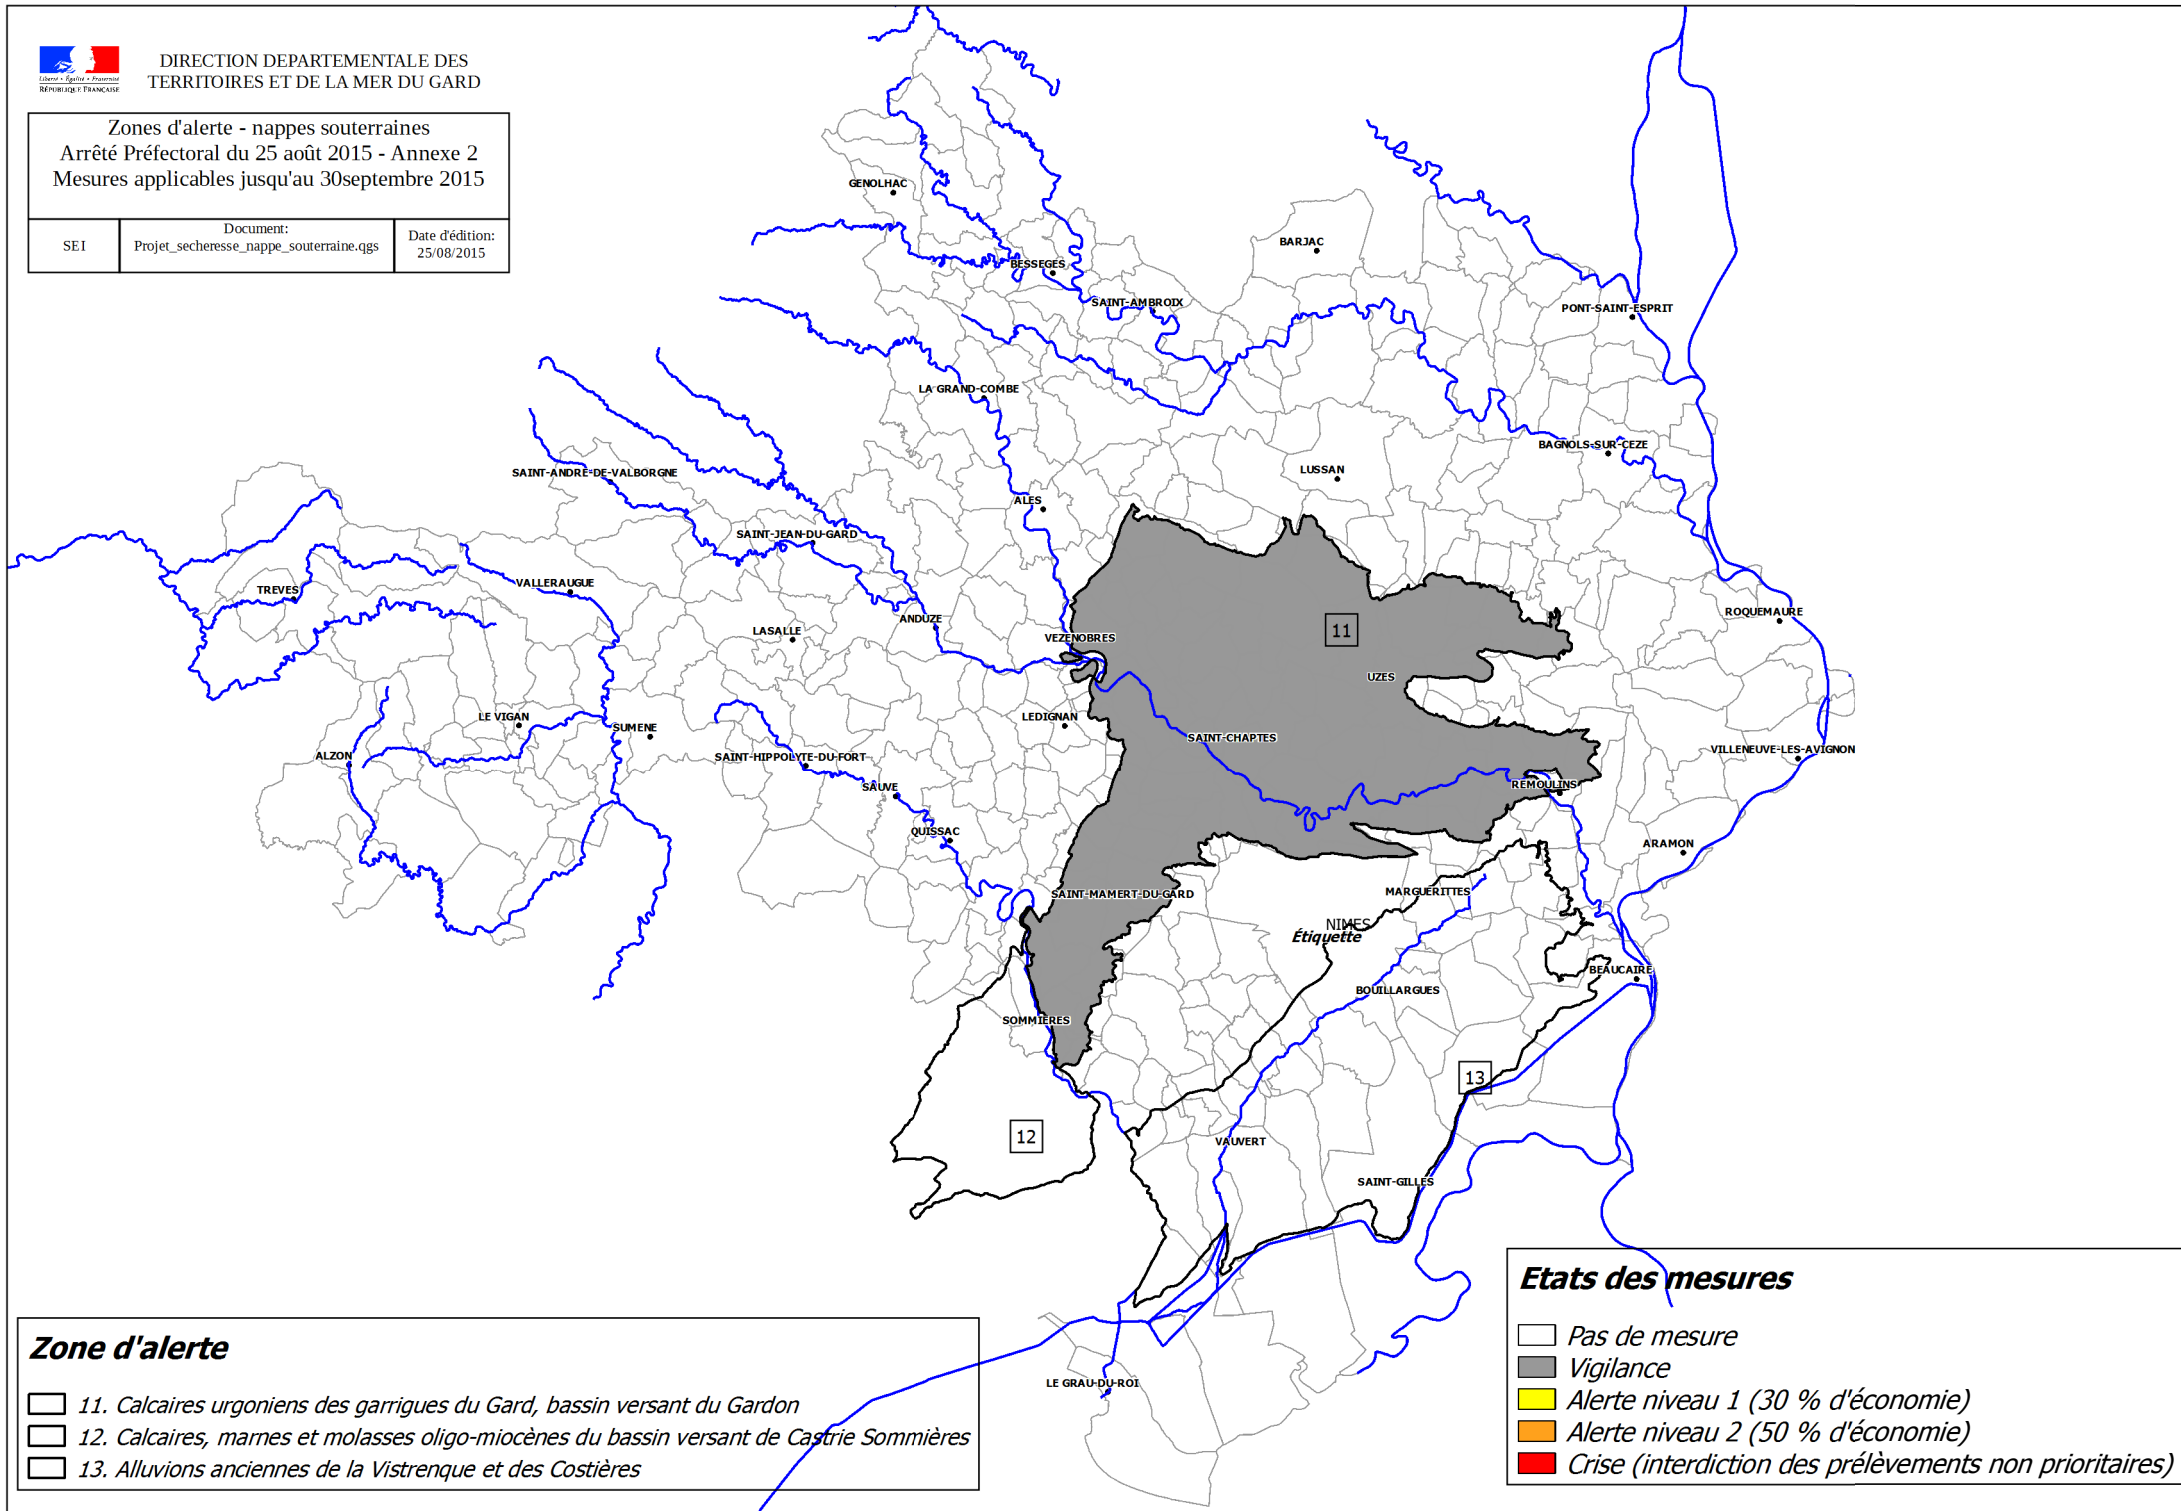 Liberté • Égalité • Fraternité
RÉPUBLIQUE FRANÇAISE
DIRECTION DEPARTEMENTALE DES
TERRITOIRES ET DE LA MER DU GARD
Zones d'alerte - nappes souterraines
Arrêté Préfectoral du 25 août 2015 - Annexe 2
Mesures applicables jusqu'au 30septembre 2015
SEI
Document:
Projet_secheresse_nappe_souterraine.qgs
Date d'édition:
25/08/2015
GENOLHAC
BARJAC
BESSEGES
SAINT-AMBROIX
PONT-SAINT-ESPRIT
LA GRAND-COMBE
BAGNOLS-SUR-CEZE
LUSSAN
SAINT-ANDRE-DE-VALBORGNE
ALES
SAINT-JEAN-DU-GARD
VALLERAUGUE
TREVES
ROQUEMAURE
ANDUZE
LASALLE
11
VEZENOBRES
UZES
LE VIGAN
LEDIGNAN
SUMENE
SAINT-CHAPTES
VILLENEUVE-LES-AVIGNON
ALZON
SAINT-HIPPOLYTE-DU-FORT
SAUVE
REMOULINS
QUISSAC
ARAMON
MARGUERITTES
SAINT-MAMERT-DU-GARD
NIMES
Étiquette
BEAUCAIRE
BOUILLARGUES
SOMMIERES
13
12
VAUVERT
SAINT-GILLES
LE GRAU-DU-ROI
Zone d'alerte
11. Calcaires urgoniens des garrigues du Gard, bassin versant du Gardon
12. Calcaires, marnes et molasses oligo-miocènes du bassin versant de Castrie Sommières
13. Alluvions anciennes de la Vistrenque et des Costières
Etats des mesures
Pas de mesure
Vigilance
Alerte niveau 1 (30 % d'économie)
Alerte niveau 2 (50 % d'économie)
Crise (interdiction des prélèvements non prioritaires)